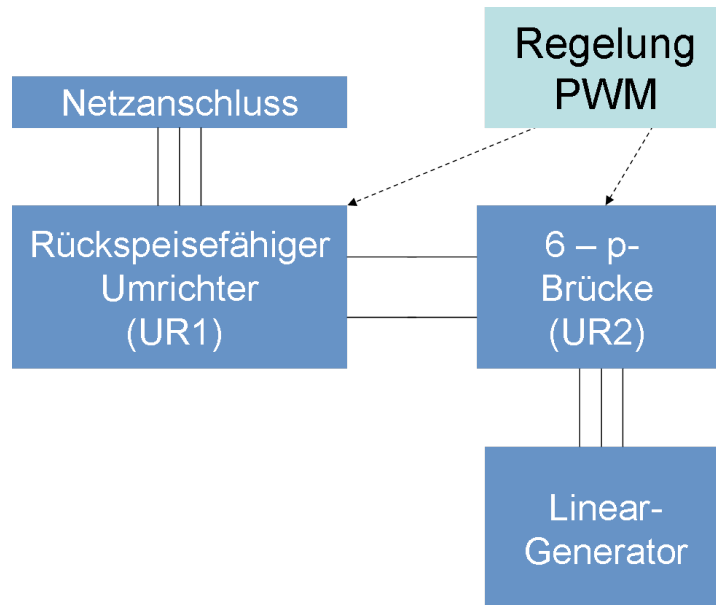 Regelung
PWM
Netzanschluss
Rückspeisefähiger
Umrichter
(UR1)
6 – p-
Brücke
(UR2)
Linear-
Generator